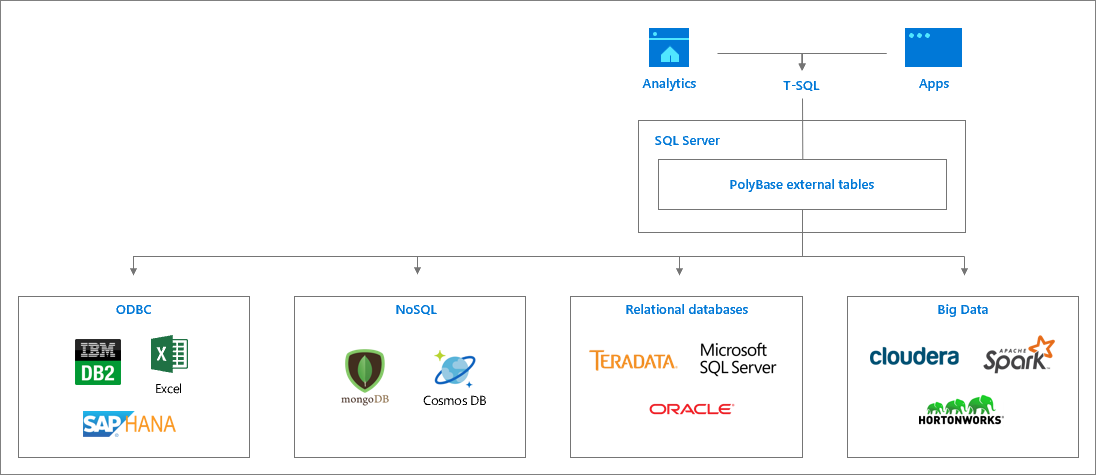 Analytics
T-SQL
Apps
SQL Server
PolyBase external tables
ODBC
IBM
DB2
Excel
SAP HANA
NoSQL
mongoDB
Cosmos DB
Relational databases
TERADATA
Microsoft
SQL Server
ORACLE
Big Data
cloudera
APACHE
Spark
HORTONWORKS